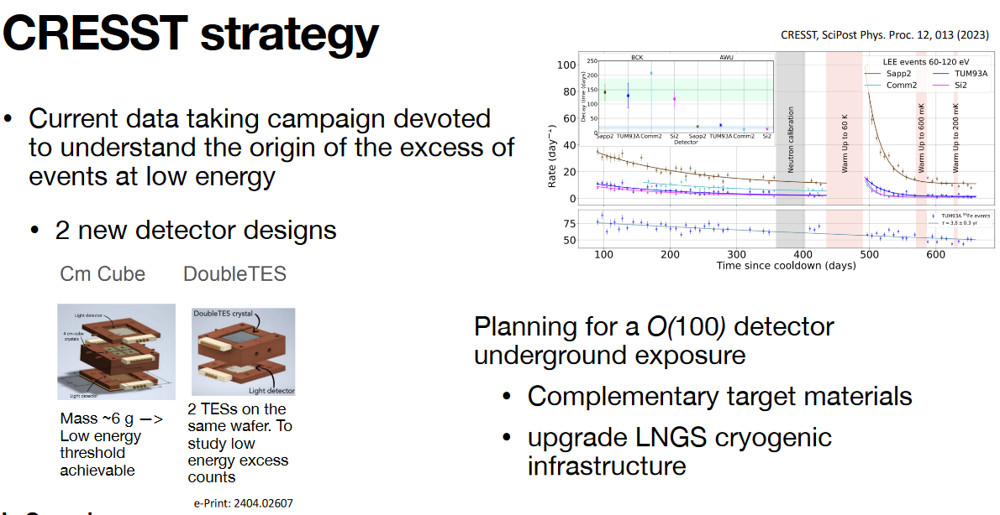 CRESST strategy
CRESST, SciPost Phys. Proc. 12, 013 (2023)
• Current data taking campaign devoted
to understand the origin of the excess of
events at low energy
• 2 new detector designs
Cm Cube
DoubleTES
Light detector
4 cm-cube
crystals
Light detector
DoubleTES crystal
Light detector
Mass ~6 g —>
Low energy
threshold
achievable
2 TESs on the
same wafer. To
study low
energy excess
counts
e-Print: 2404.02607
LEE events 60-120 eV
Sapp2
TUM93A
Comm2
Si2
BCK
AWU
Decay time (days)
250
200
150
100
50
0
Sapp2 TUM93A Comm2 Si2 Sapp2 TUM93A Comm2 Si2
Detector
Neutron calibration
Warm Up to 60 K
Warm Up to 600 mK
Warm Up to 200 mK
Rate (day⁻¹)
100
80
60
40
20
0
TUM93A ⁵⁵Fe events
τ = 3.8 ± 0.3 yr
75
50
100 200 300 400 500 600
Time since cooldown (days)
Planning for a O(100) detector
underground exposure
• Complementary target materials
• upgrade LNGS cryogenic
infrastructure